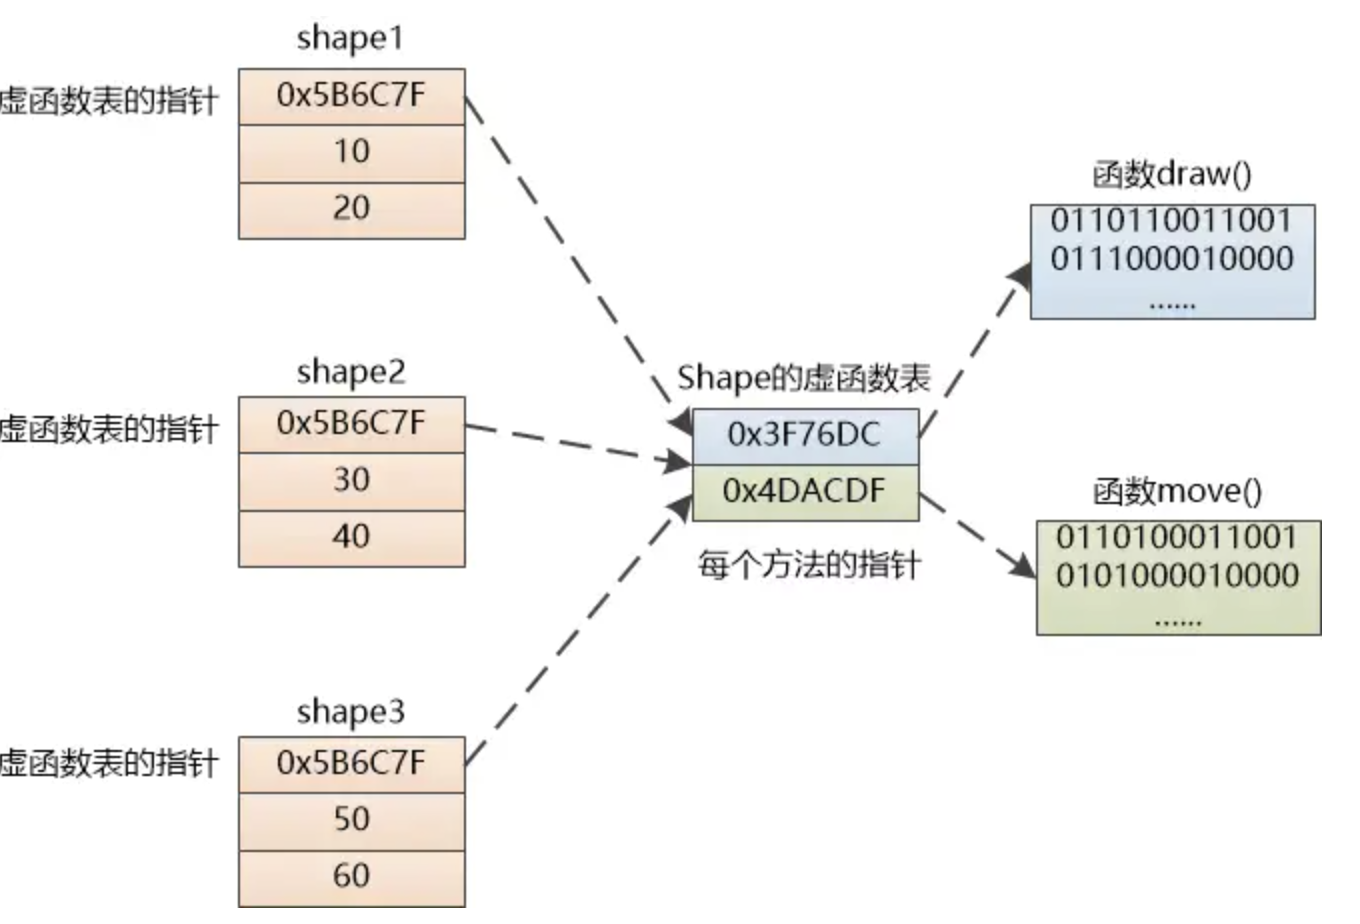 shape1
虚函数表的指针
0x5B6C7F
10
20
shape2
虚函数表的指针
0x5B6C7F
30
40
shape3
虚函数表的指针
0x5B6C7F
50
60
Shape的虚函数表
0x3F76DC
0x4DACDF
每个方法的指针
函数draw()
0110110011001
0111000010000
......
函数move()
0110100011001
0101000010000
......